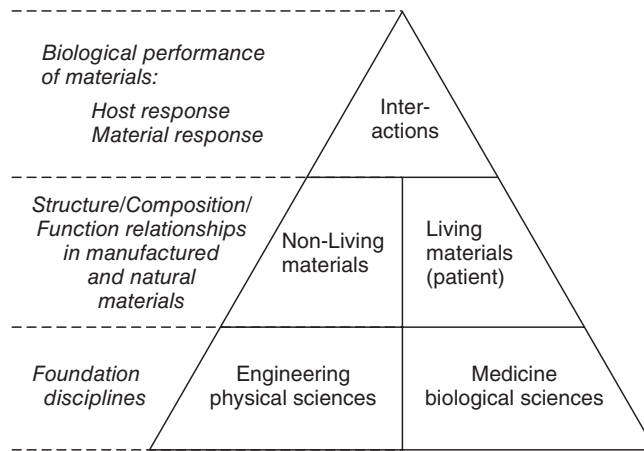 Biological performance
of materials:
Host response
Material response
Inter-
actions
Structure/Composition/
Function relationships
in manufactured
and natural
materials
Non-Living
materials
Living
materials
(patient)
Foundation
disciplines
Engineering
physical sciences
Medicine
biological sciences